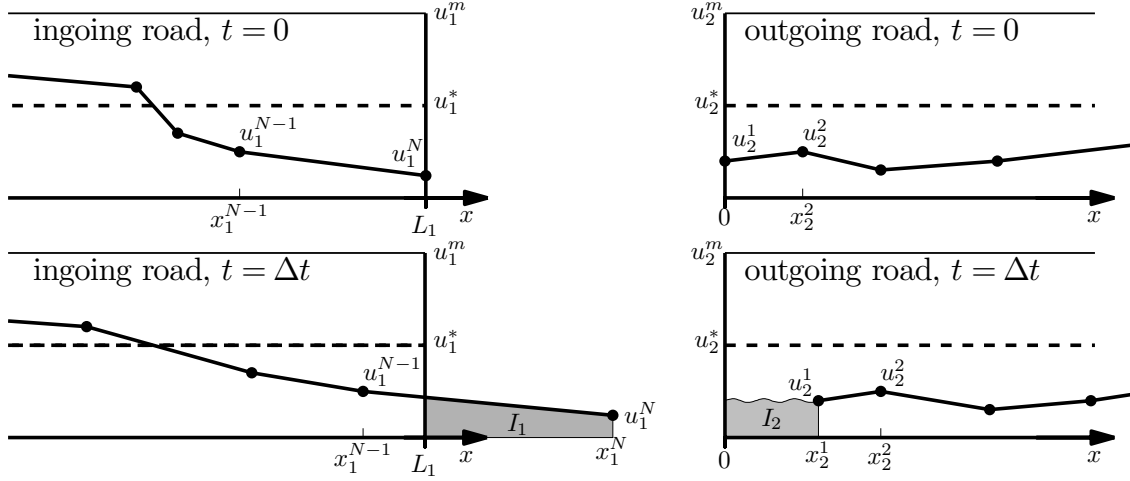 ingoing road, $t = 0$
$u_1^m$
$u_1^*$
$u_1^{N-1}$
$u_1^N$
$x_1^{N-1}$
$L_1$
$x$
outgoing road, $t = 0$
$u_2^m$
$u_2^*$
$u_2^1$
$u_2^2$
$0$
$x_2^2$
$x$
ingoing road, $t = \Delta t$
$u_1^m$
$u_1^*$
$u_1^{N-1}$
$u_1^N$
$I_1$
$x_1^{N-1}$
$L_1$
$x$
$x_1^N$
outgoing road, $t = \Delta t$
$u_2^m$
$u_2^*$
$u_2^1$
$u_2^2$
$I_2$
$0$
$x_2^1$
$x_2^2$
$x$